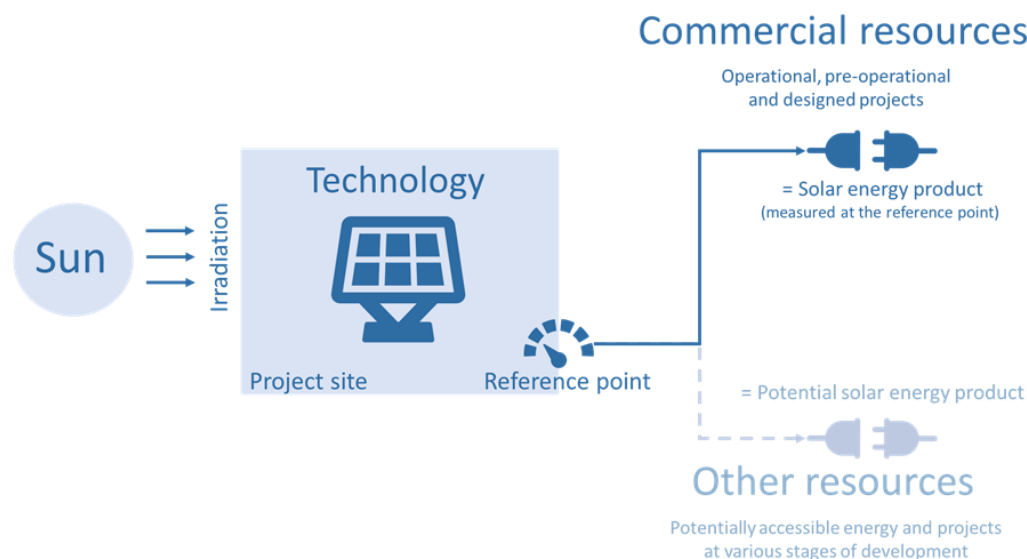 Commercial resources
Operational, pre-operational
and designed projects
= Solar energy product
(measured at the reference point)
Technology
Sun
Irradiation
Project site
Reference point
= Potential solar energy product
Other resources
Potentially accessible energy and projects
at various stages of development